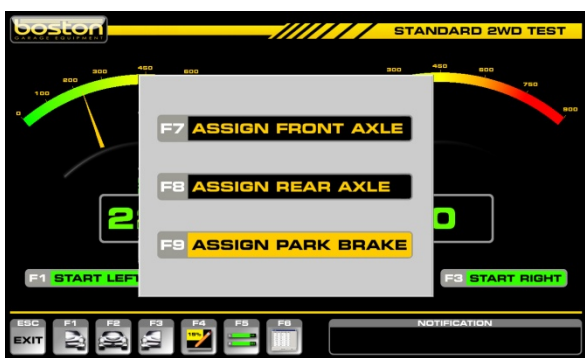 boston
GARAGE EQUIPMENT
STANDARD 2WD TEST
0 100 200 300 450 600
300 450 600 750 900
F7 ASSIGN FRONT AXLE
F8 ASSIGN REAR AXLE
F9 ASSIGN PARK BRAKE
F1 START LEFT
F3 START RIGHT
ESC F1 F2 F3 F4 F5 F6 NOTIFICATION
EXIT